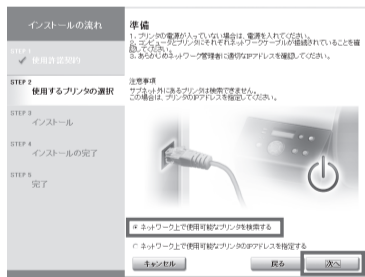 インストールの流れ
STEP 1
使用許諾契約
STEP 2
使用するプリンタの選択
STEP 3
インストール
STEP 4
インストールの完了
STEP 5
完了
準備
1. プリンタの電源が入っていない場合は、電源を入れてください。
2. コンピュータとプリンタにそれぞれネットワークケーブルが接続されていることを確認してください。
3. あらかじめネットワーク管理者に適切なIPアドレスを確認してください。
注意事項
サブネット外にあるプリンタは検索できません。
この場合は、プリンタのIPアドレスを指定してください。
ネットワーク上で使用可能なプリンタを検索する
ネットワーク上で使用可能なプリンタのIPアドレスを指定する
キャンセル
戻る
次へ